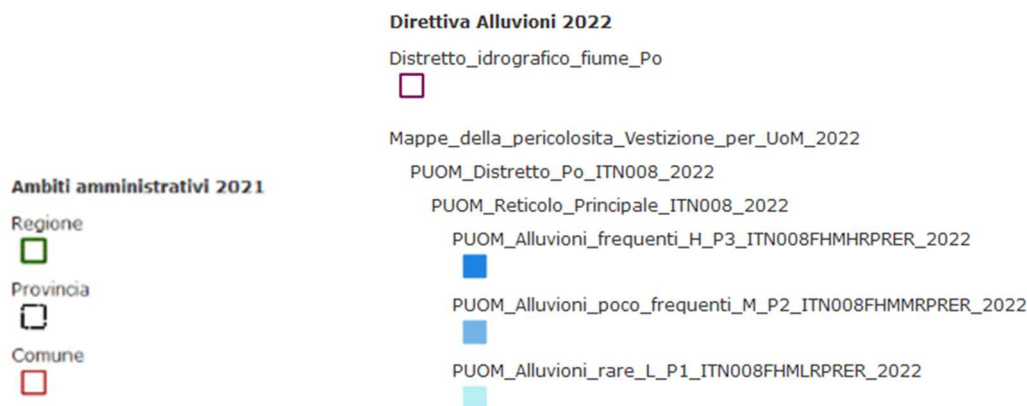 Direttiva Alluvioni 2022
Distretto_idrografico_fiume_Po
Mappe_della_pericolosita_Vestizione_per_UoM_2022
PUOM_Distretto_Po_ITN008_2022
PUOM_Reticolo_Principale_ITN008_2022
PUOM_Alluvioni_frequenti_H_P3_ITN008FHMHRPRER_2022
PUOM_Alluvioni_poco_frequenti_M_P2_ITN008FHMMRPRER_2022
PUOM_Alluvioni_rare_L_P1_ITN008FHMLRPRER_2022
Ambiti amministrativi 2021
Regione
Provincia
Comune